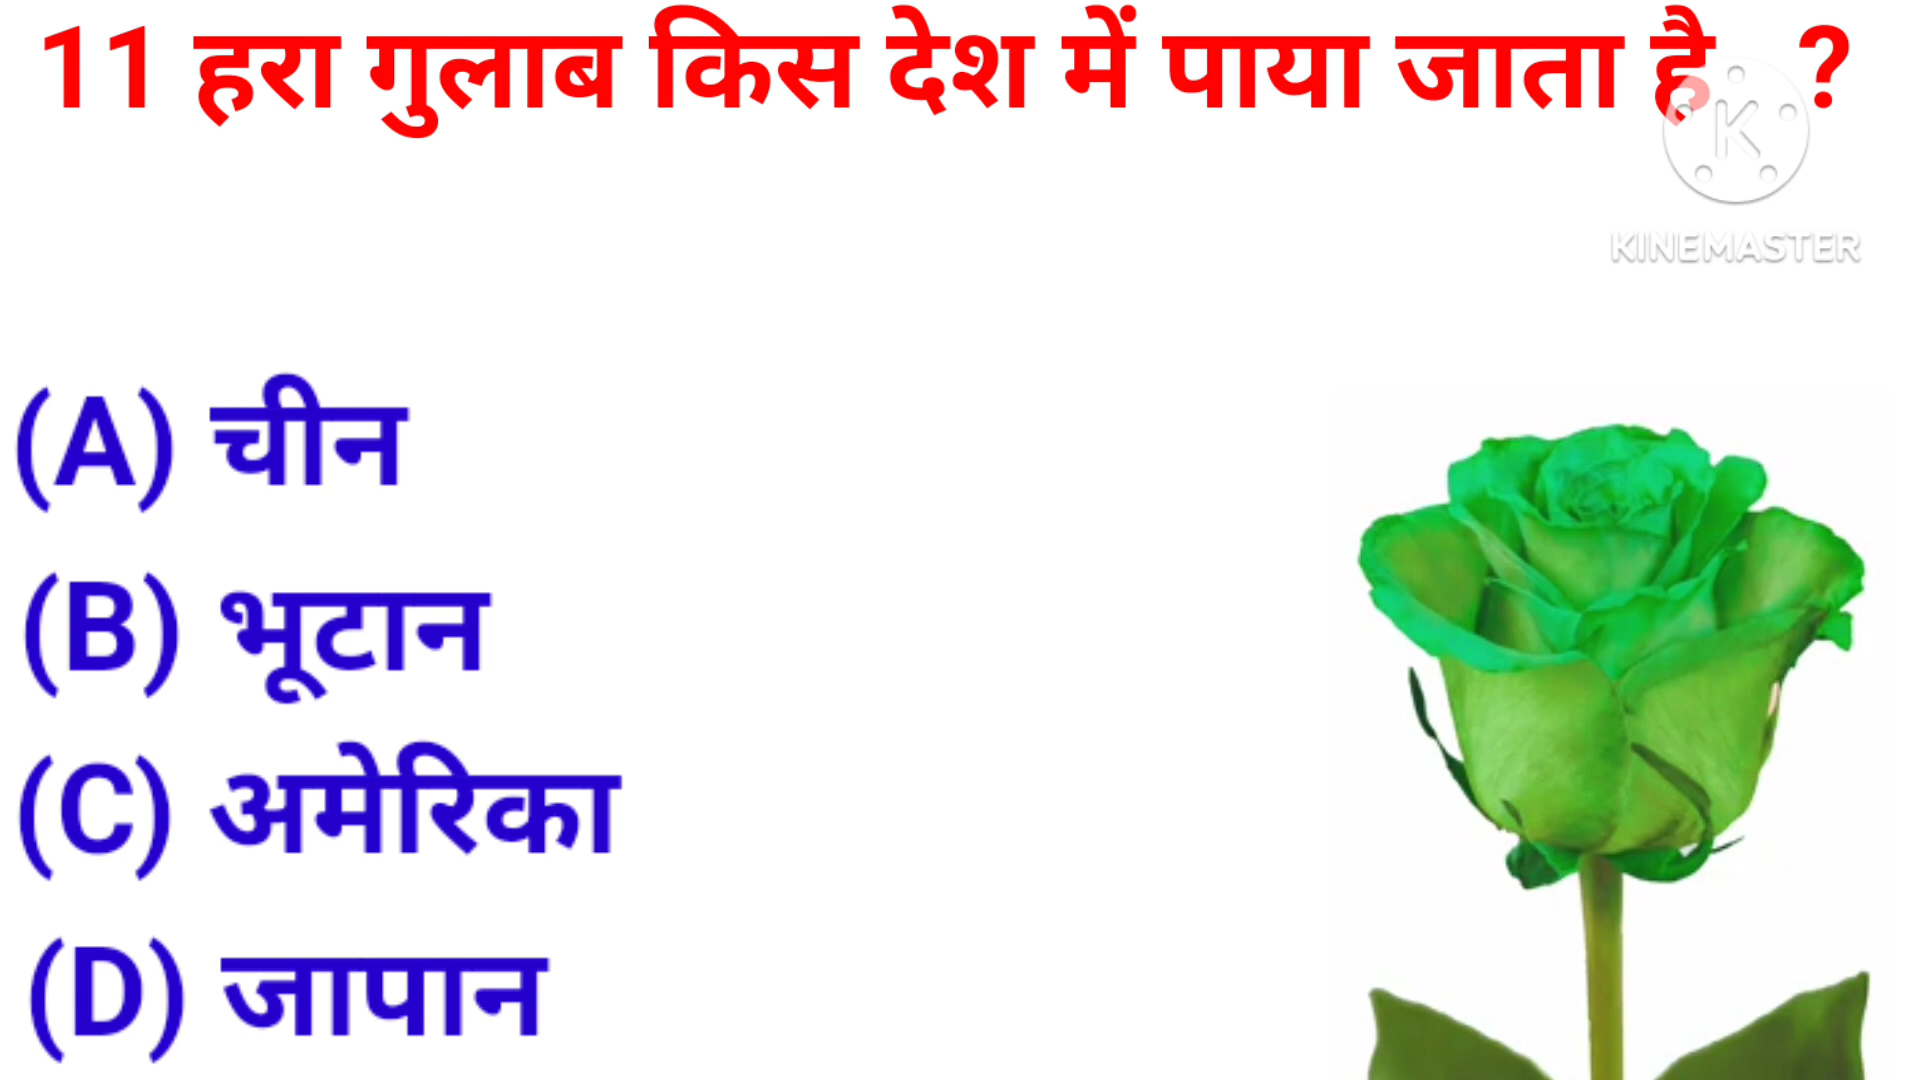 11 हरा गुलाब किस देश में पाया जाता है ?
KINEMASTER
(A) चीन
(B) भूटान
(C) अमेरिका
(D) जापान